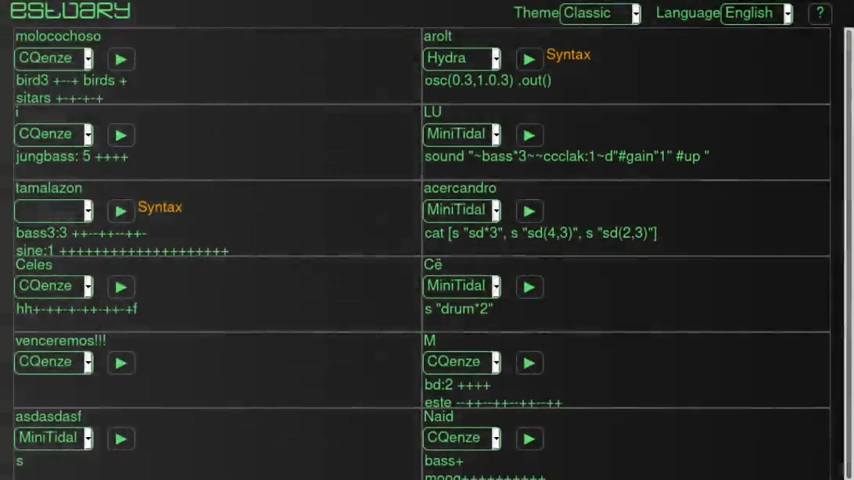 estuary
Theme Classic Language English ?
molocochoso
CQenze
bird3 +--+ birds +
sitars +-+-+-+
arolt
Hydra Syntax
osc(0.3,1.0.3) .out()
i
CQenze
jungbass: 5 ++++
LU
MiniTidal
sound "~bass*3~~ccclak:1~d"#gain"1" #up "
tamalazon
Syntax
bass3:3 ++--++--++-
sine:1 ++++++++++++++++++++
acercandro
MiniTidal
cat [s "sd*3", s "sd(4,3)", s "sd(2,3)"]
Celes
CQenze
hh+-++-+-++-++-+f
Cë
MiniTidal
s "drum*2"
venceremos!!!
CQenze
M
CQenze
bd:2 ++++
este --++--++--++--++
asdasdasf
MiniTidal
s
Naid
CQenze
bass+